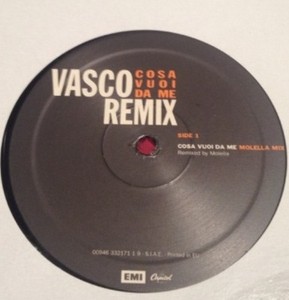 VASCO COSA
VUOI
DA ME
REMIX
SIDE 1
COSA VUOI DA ME MOLELLA MIX
Remixed by Molella
EMI Capitol